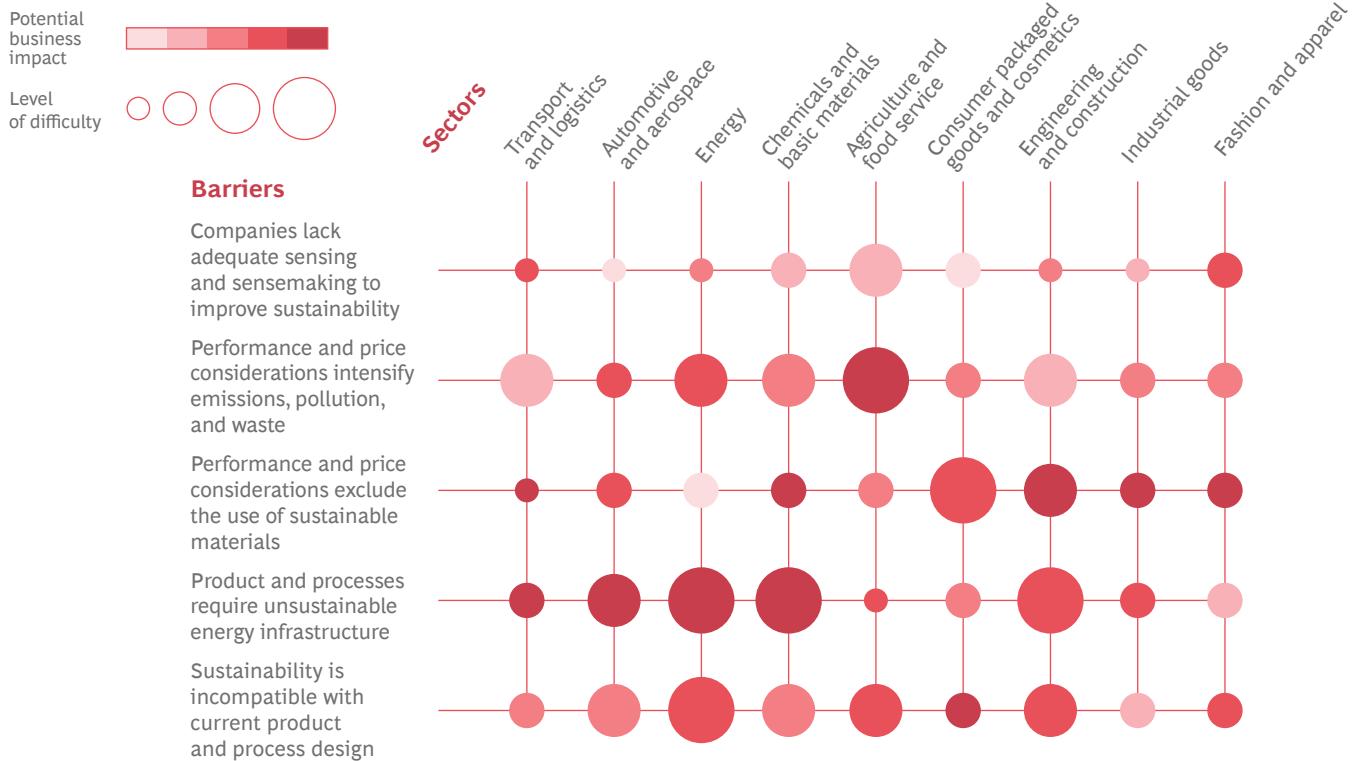 Potential
business
impact
Level
of difficulty
Sectors
Transport
and logistics
Automotive
and aerospace
Energy
Chemicals and
basic materials
Agriculture and
food service
Consumer packaged
goods and cosmetics
Engineering
and construction
Industrial goods
Fashion and apparel
Barriers
Companies lack
adequate sensing
and sensemaking to
improve sustainability
Performance and price
considerations intensify
emissions, pollution,
and waste
Performance and price
considerations exclude
the use of sustainable
materials
Product and processes
require unsustainable
energy infrastructure
Sustainability is
incompatible with
current product
and process design